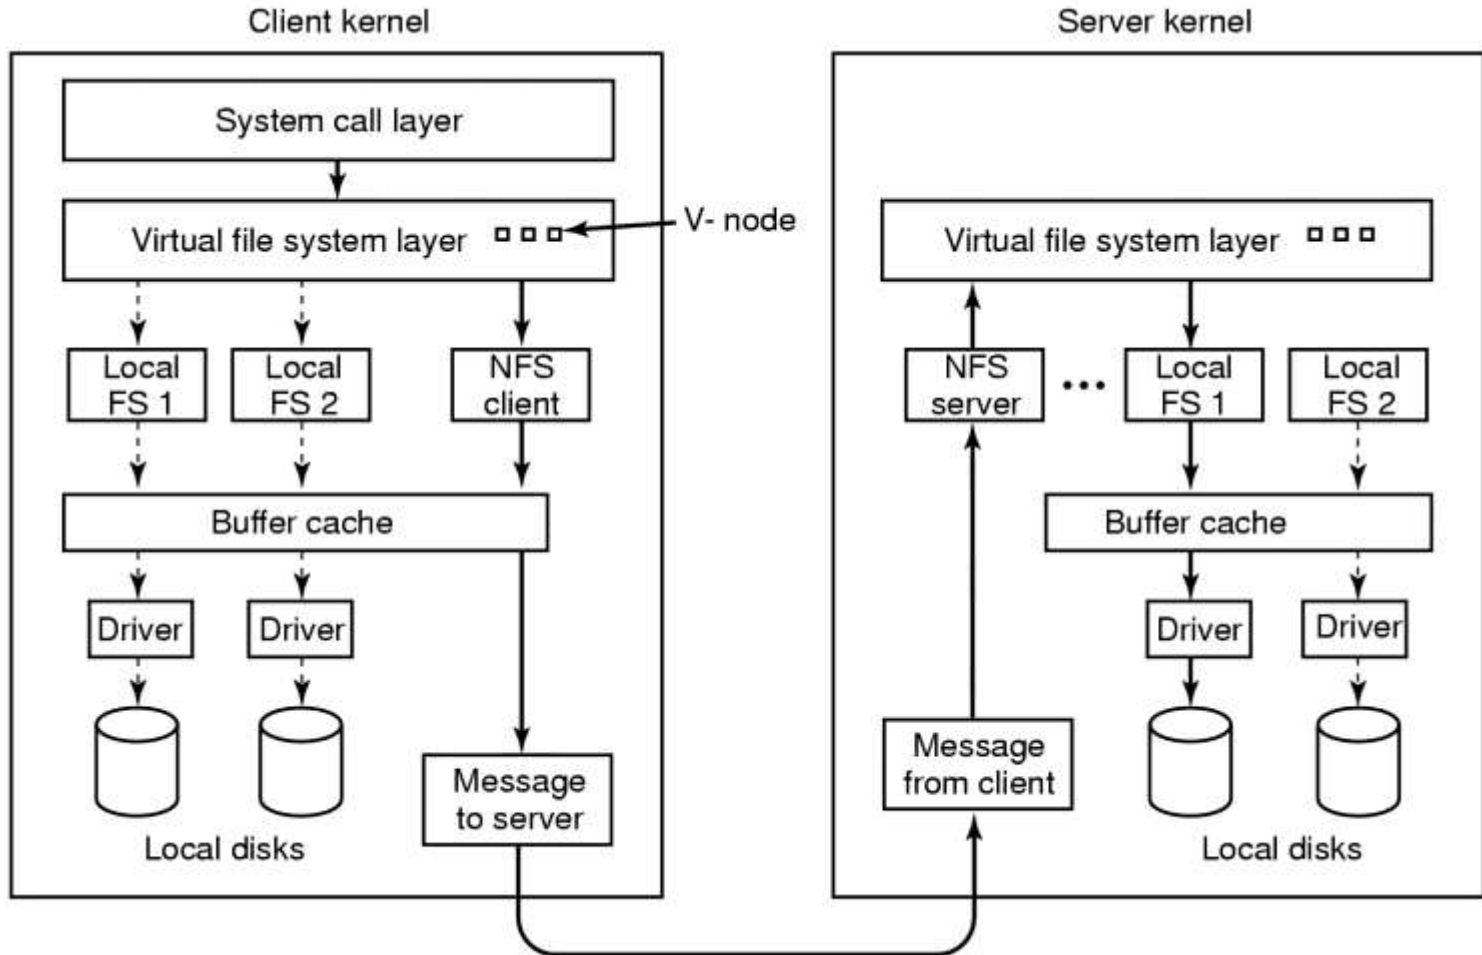 Client kernel
Server kernel
System call layer
Virtual file system layer
V- node
Virtual file system layer
Local
FS 1
Local
FS 2
NFS
client
NFS
server
Local
FS 1
Local
FS 2
Buffer cache
Buffer cache
Driver
Driver
Driver
Driver
Message
to server
Message
from client
Local disks
Local disks